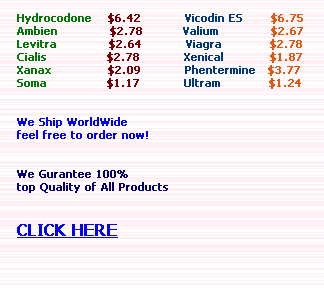 Hydrocodone $6.42 Vicodin ES $6.75
Ambien $2.78 Valium $2.67
Levitra $2.64 Viagra $2.78
Cialis $2.78 Xenical $1.87
Xanax $2.09 Phentermine $3.77
Soma $1.17 Ultram $1.24
We Ship WorldWide
feel free to order now!
We Gurantee 100%
top Quality of All Products
CLICK HERE